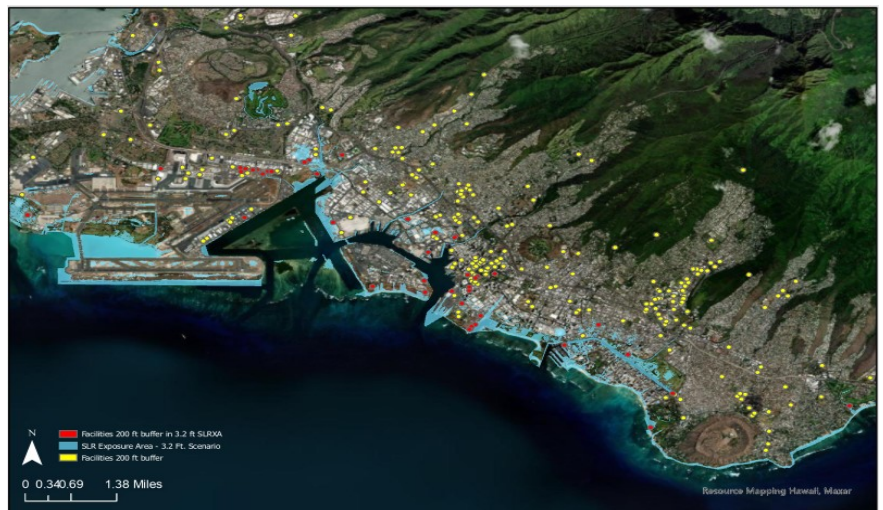 N
Facilities 200 ft buffer in 3.2 ft SLRXA
SLR Exposure Area - 3.2 Ft. Scenario
Facilities 200 ft buffer
0 0.340.69 1.38 Miles
Resource Mapping Hawaii, Maxar